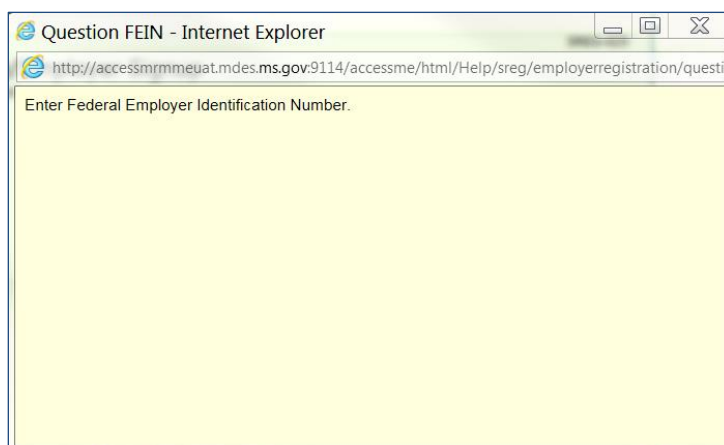 Question FEIN - Internet Explorer
http://accessmrmmeuat.mdes.ms.gov:9114/accessme/html/Help/sreg/employerregistration/questi
Enter Federal Employer Identification Number.